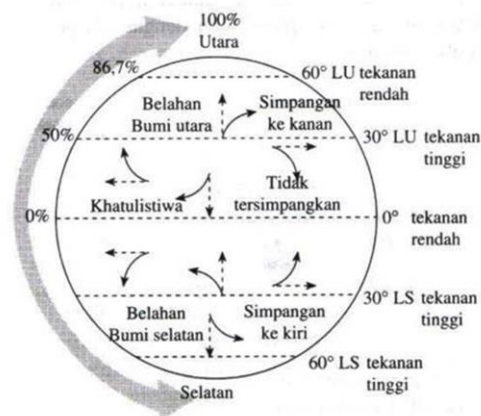 100%
Utara
86,7%
60° LU tekanan
rendah
Belahan
Bumi utara
Simpangan
ke kanan
50%
30° LU tekanan
tinggi
Khatulistiwa
Tidak
tersimpangkan
0%
0° tekanan
rendah
30° LS tekanan
tinggi
Belahan
Bumi selatan
Simpangan
ke kiri
60° LS tekanan
tinggi
Selatan